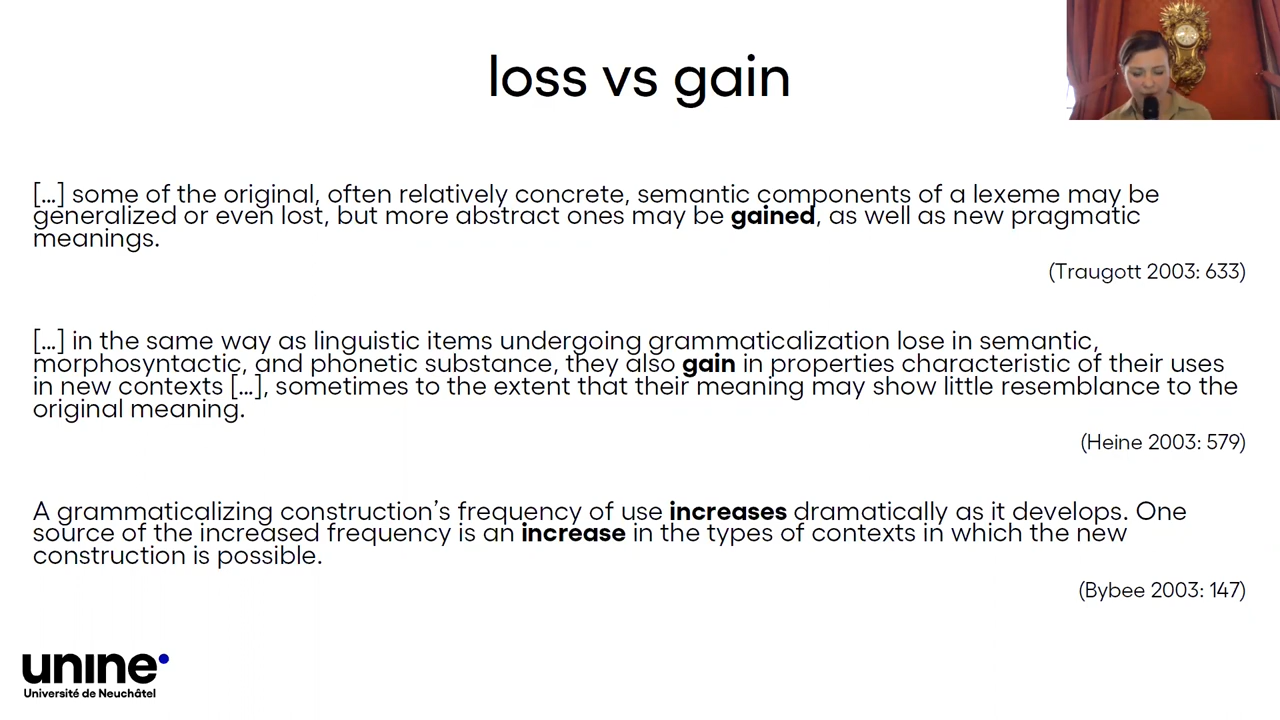 loss vs gain
[…] some of the original, often relatively concrete, semantic components of a lexeme may be
generalized or even lost, but more abstract ones may be gained, as well as new pragmatic
meanings.
(Traugott 2003: 633)
[…] in the same way as linguistic items undergoing grammaticalization lose in semantic,
morphosyntactic, and phonetic substance, they also gain in properties characteristic of their uses
in new contexts […], sometimes to the extent that their meaning may show little resemblance to the
original meaning.
(Heine 2003: 579)
A grammaticalizing construction’s frequency of use increases dramatically as it develops. One
source of the increased frequency is an increase in the types of contexts in which the new
construction is possible.
(Bybee 2003: 147)
unine
Université de Neuchâtel